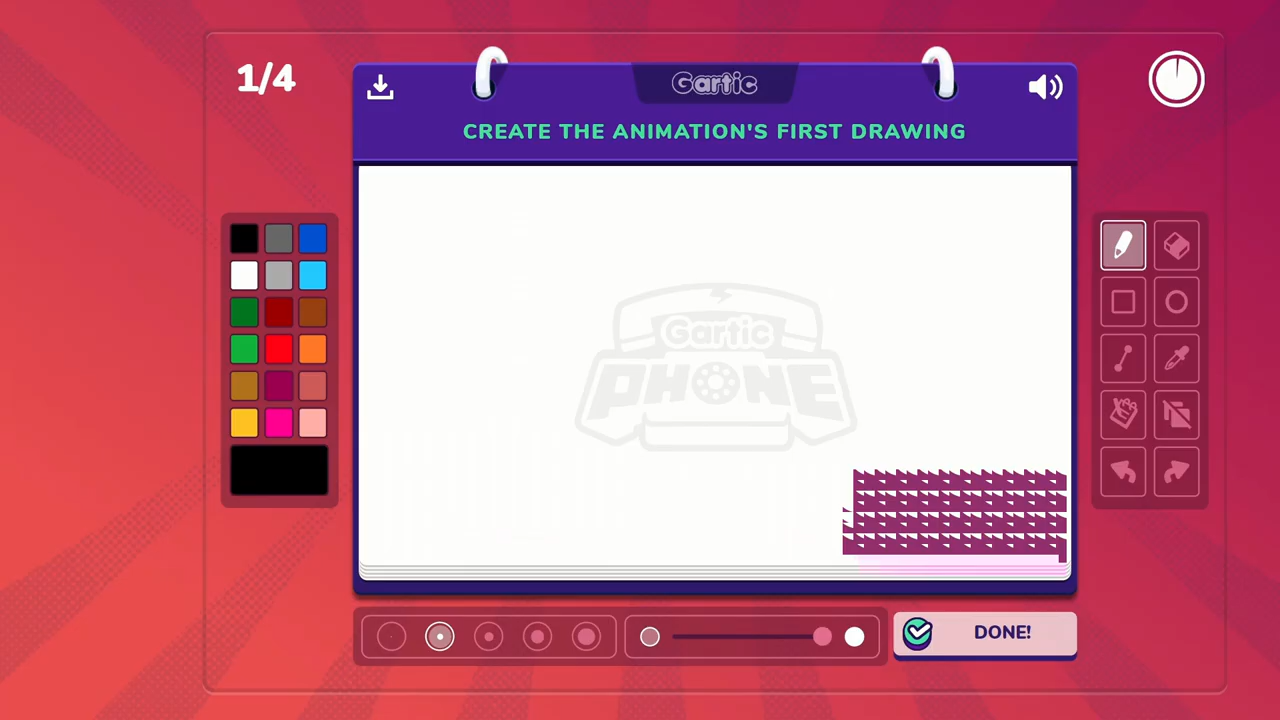 1/4
Gartic
CREATE THE ANIMATION'S FIRST DRAWING
Gartic
PHONE
DONE!